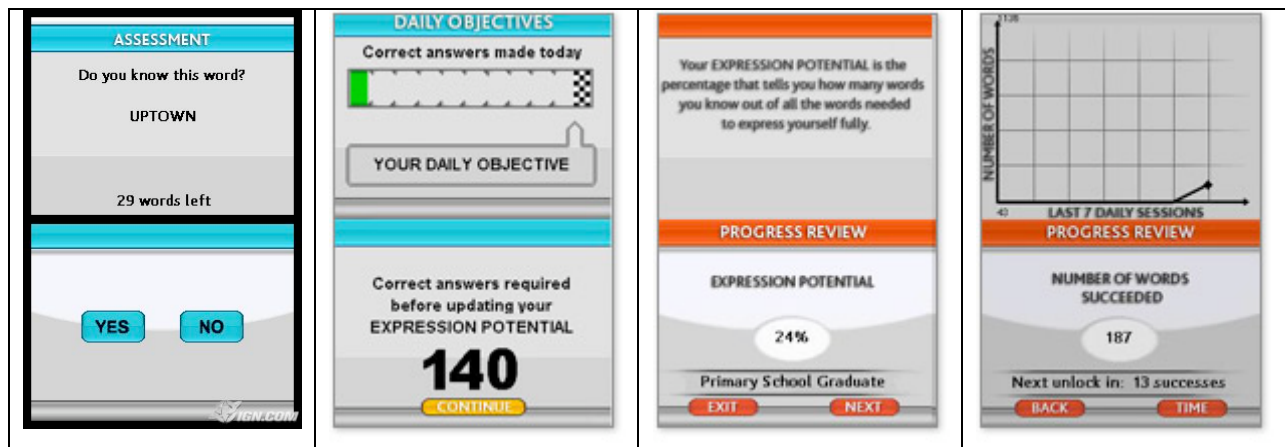 ASSESSMENT
Do you know this word?
UPTOWN
29 words left
YES
NO
IGN.COM
DAILY OBJECTIVES
Correct answers made today
YOUR DAILY OBJECTIVE
Correct answers required
before updating your
EXPRESSION POTENTIAL
140
CONTINUE
Your EXPRESSION POTENTIAL is the
percentage that tells you how many words
you know out of all the words needed
to express yourself fully.
PROGRESS REVIEW
EXPRESSION POTENTIAL
24%
Primary School Graduate
EXIT
NEXT
NUMBER OF WORDS
LAST 7 DAILY SESSIONS
PROGRESS REVIEW
NUMBER OF WORDS
SUCCEEDED
187
Next unlock in: 13 successes
BACK
TIME